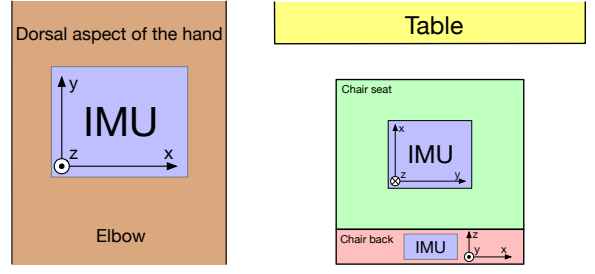 Dorsal aspect of the hand
y
IMU
z
x
Elbow
Table
Chair seat
x
IMU
z
y
Chair back
IMU
z
y
x